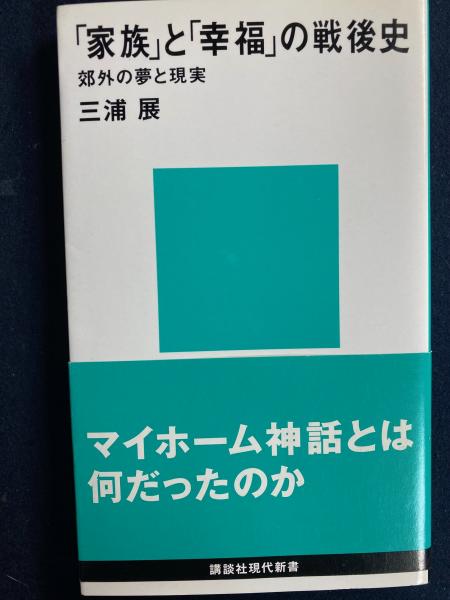 「家族」と「幸福」の戦後史
郊外の夢と現実
三浦 展
マイホーム神話とは
何だったのか
講談社現代新書